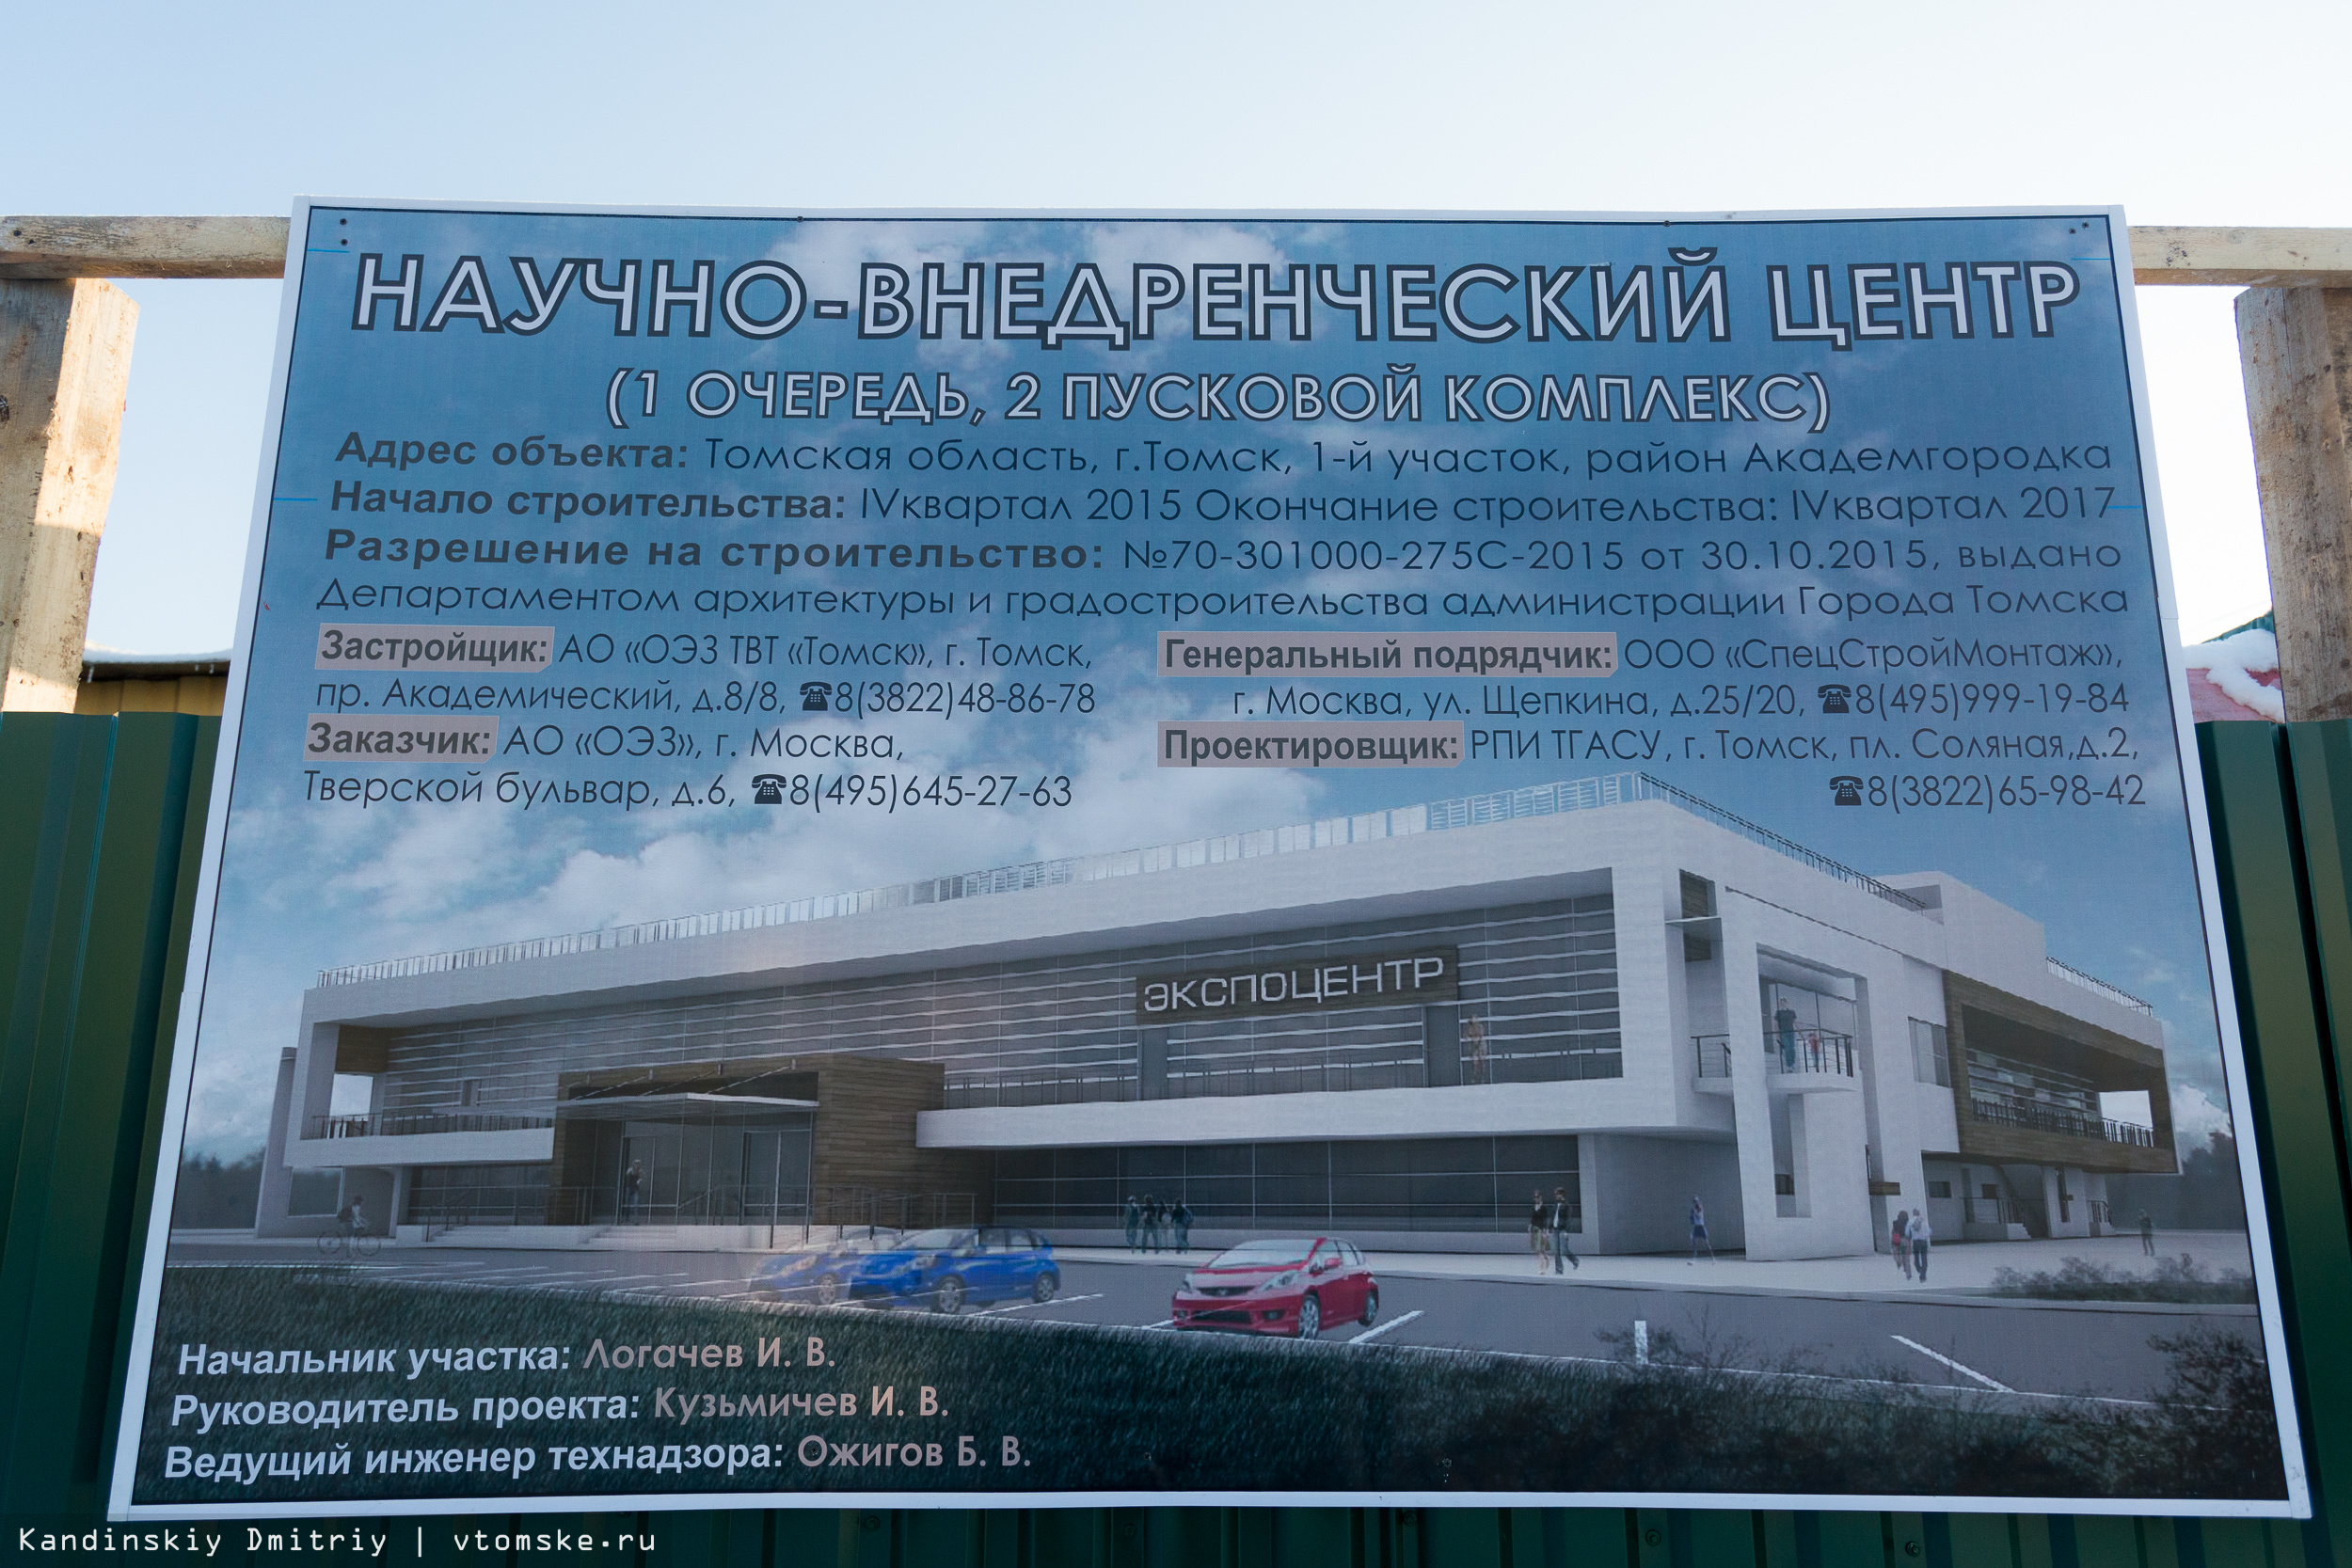 НАУЧНО-ВНЕДРЕНЧЕСКИЙ ЦЕНТР
(1 ОЧЕРЕДЬ, 2 ПУСКОВОЙ КОМПЛЕКС)
Адрес объекта: Томская область, г.Томск, 1-й участок, район Академгородка
Начало строительства: IVквартал 2015 Окончание строительства: IVквартал 2017
Разрешение на строительство: №70-301000-275С-2015 от 30.10.2015, выдано
Департаментом архитектуры и градостроительства администрации Города Томска
Застройщик: АО «ОЭЗ ТВТ «Томск», г. Томск,
пр. Академический, д.8/8, ☎8(3822)48-86-78
Заказчик: АО «ОЭЗ», г. Москва,
Тверской бульвар, д.6, ☎8(495)645-27-63
Генеральный подрядчик: ООО «СпецСтройМонтаж»,
г. Москва, ул. Щепкина, д.25/20, ☎8(495)999-19-84
Проектировщик: РПИ ТГАСУ, г. Томск, пл. Соляная,д.2,
☎8(3822)65-98-42
ЭКСПОЦЕНТР
Начальник участка: Логачев И. В.
Руководитель проекта: Кузьмичев И. В.
Ведущий инженер технадзора: Ожигов Б. В.
Kandinskiy Dmitriy | vtomske.ru